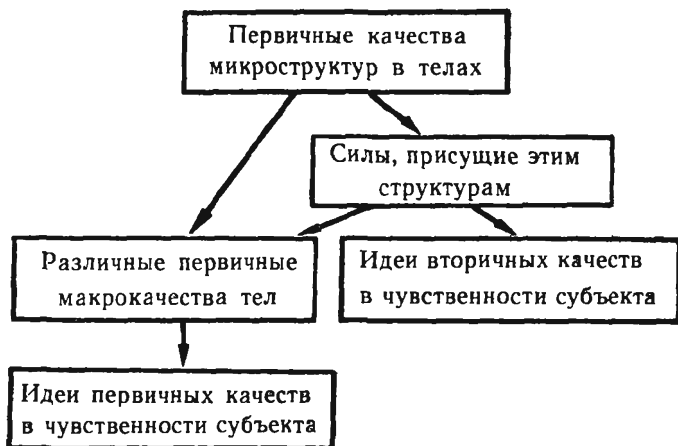 Первичные качества
микроструктур в телах
Силы, присущие этим
структурам
Различные первичные
макрокачества тел
Идеи вторичных качеств
в чувственности субъекта
Идеи первичных качеств
в чувственности субъекта